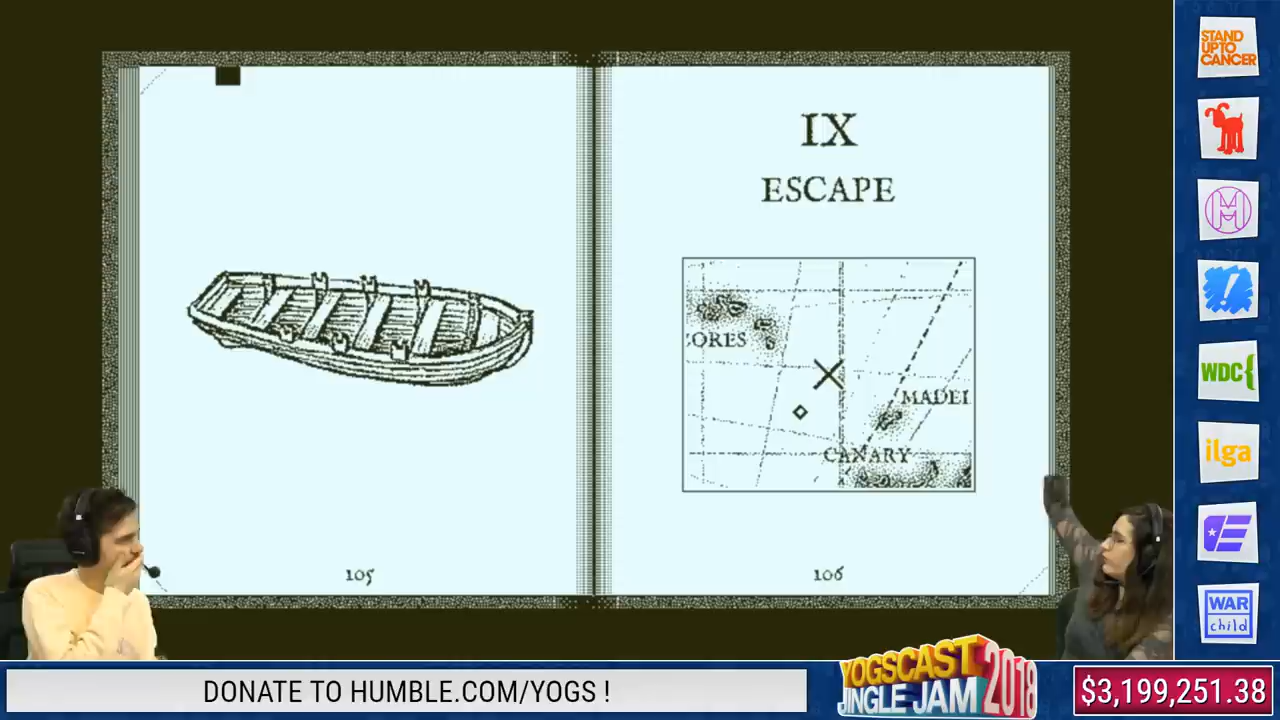 IX
ESCAPE
ORES
MADEI
CANARY
105
106
STAND
UP TO
CANCER
M
!
WDC{
ilga
E
WAR
child
DONATE TO HUMBLE.COM/YOGS !
YOGSCAST
JINGLE JAM 2018
$3,199,251.38